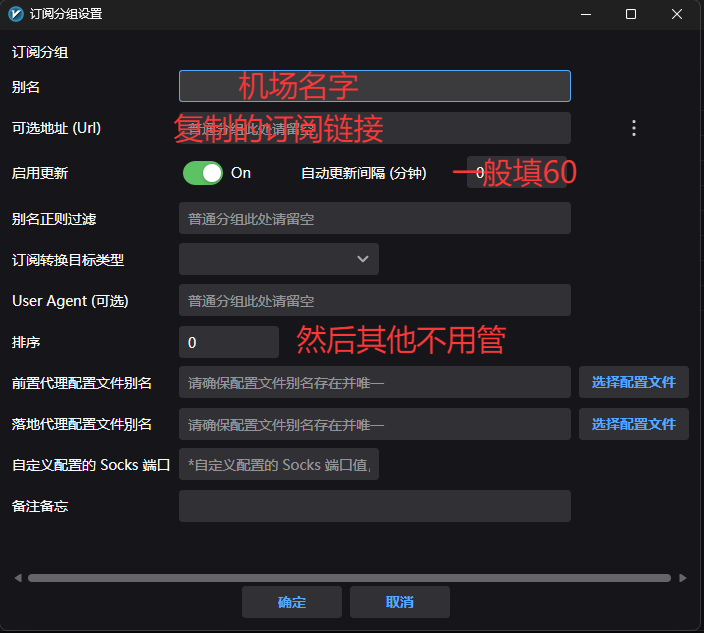 订阅分组设置
订阅分组
别名
机场名字
可选地址 (Url)
普通分组此处请留空
复制的订阅链接
启用更新
On
自动更新间隔 (分钟)
0
一般填60
别名正则过滤
普通分组此处请留空
订阅转换目标类型
User Agent (可选)
普通分组此处请留空
排序
0
然后其他不用管
前置代理配置文件别名
请确保配置文件别名存在并唯一
选择配置文件
落地代理配置文件别名
请确保配置文件别名存在并唯一
选择配置文件
自定义配置的 Socks 端口
*自定义配置的 Socks 端口值,
备注备忘
确定
取消